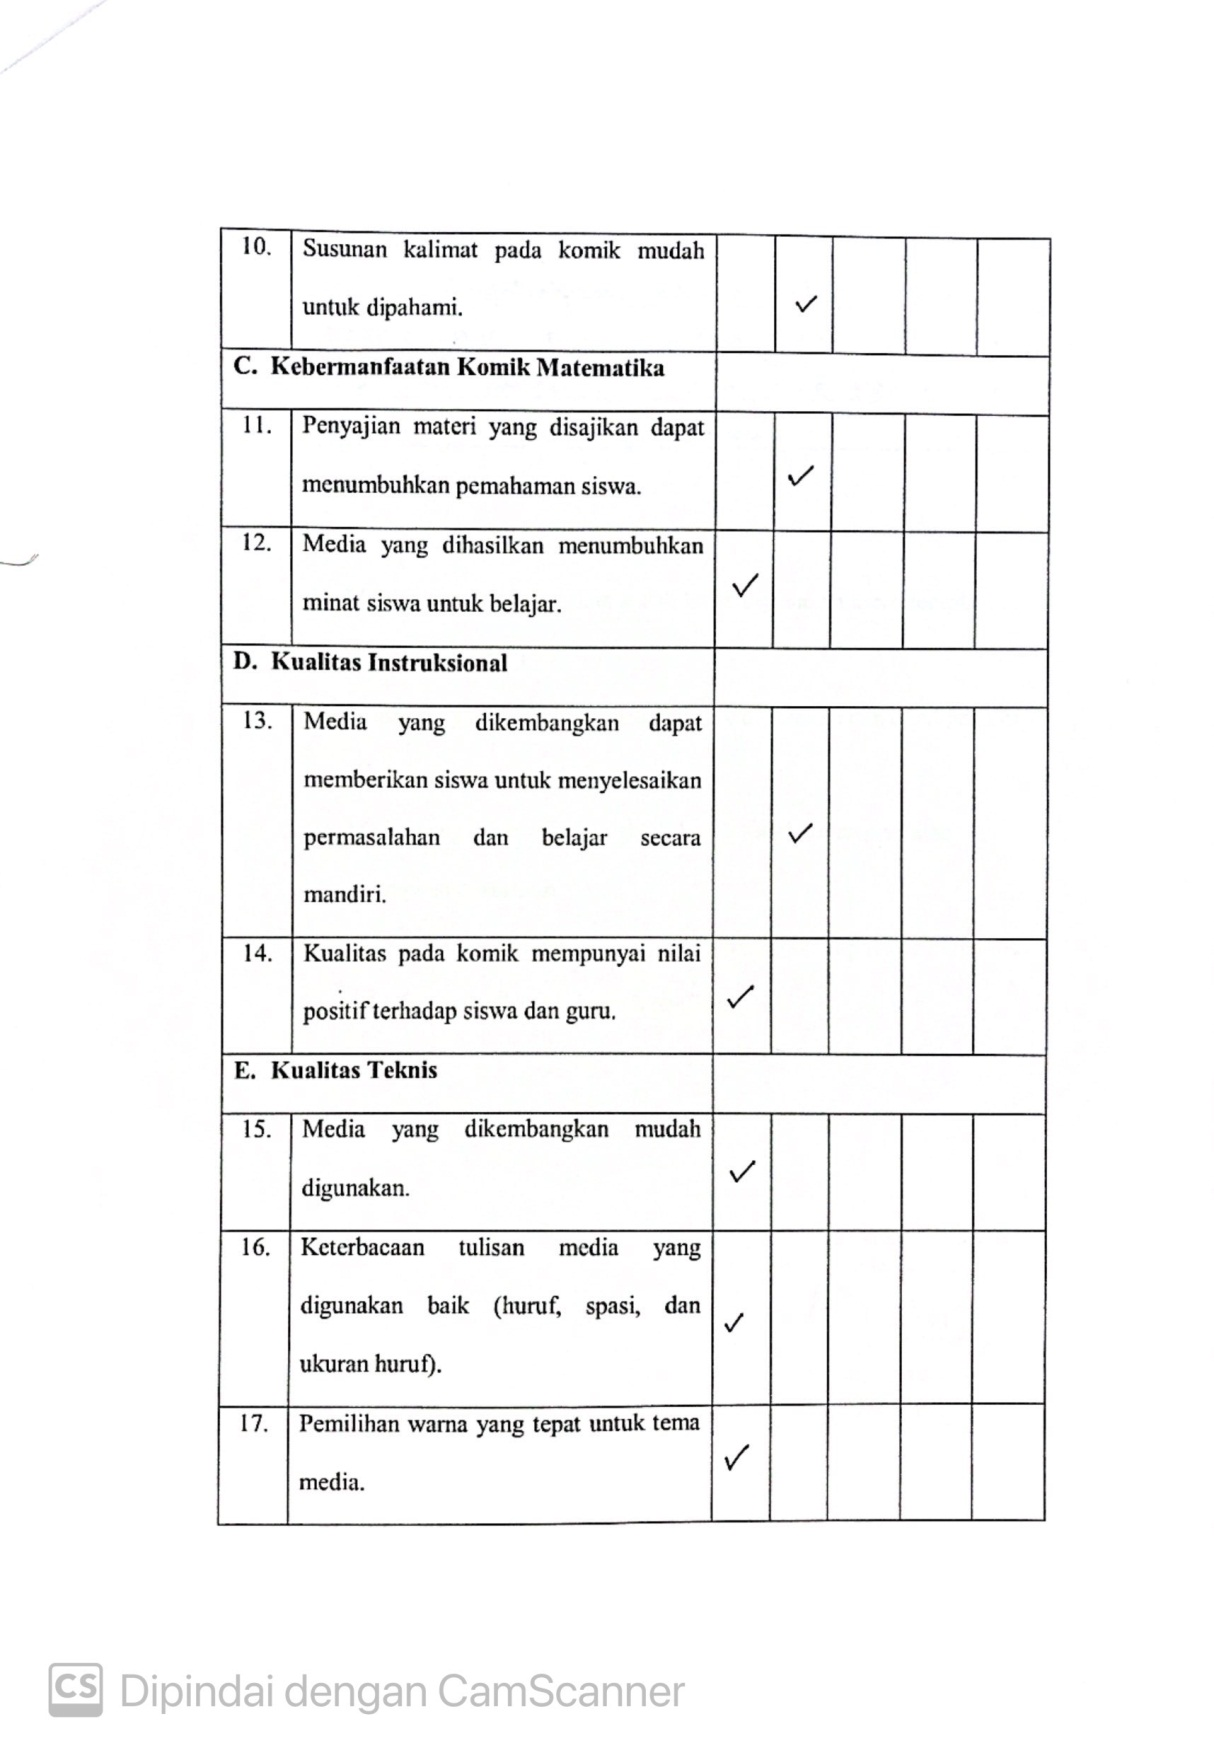 10. Susunan kalimat pada komik mudah
untuk dipahami. ✓
C. Kebermanfaatan Komik Matematika
11. Penyajian materi yang disajikan dapat
menumbuhkan pemahaman siswa. ✓
12. Media yang dihasilkan menumbuhkan
minat siswa untuk belajar. ✓
D. Kualitas Instruksional
13. Media yang dikembangkan dapat
memberikan siswa untuk menyelesaikan
permasalahan dan belajar secara ✓
mandiri.
14. Kualitas pada komik mempunyai nilai
positif terhadap siswa dan guru. ✓
E. Kualitas Teknis
15. Media yang dikembangkan mudah
digunakan. ✓
16. Keterbacaan tulisan media yang
digunakan baik (huruf, spasi, dan
ukuran huruf). ✓
17. Pemilihan warna yang tepat untuk tema
media. ✓
CS Dipindai dengan CamScanner